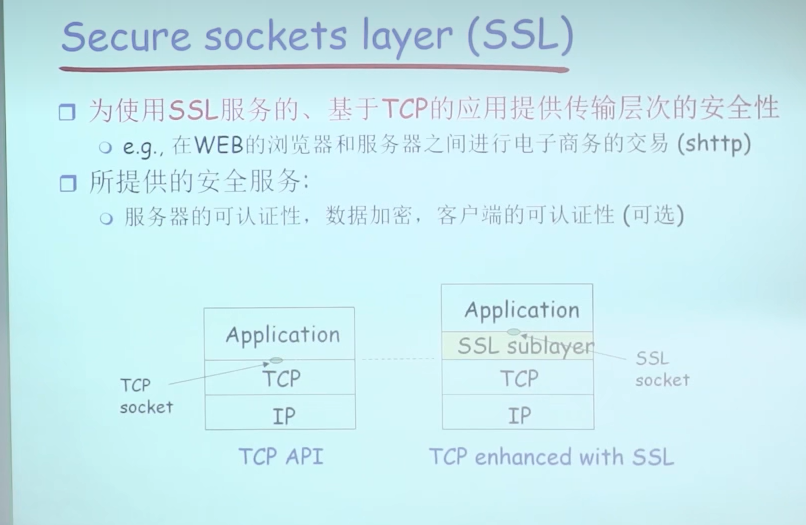 Secure sockets layer (SSL)
为使用SSL服务的、基于TCP的应用提供传输层次的安全性
e.g., 在WEB的浏览器和服务器之间进行电子商务的交易 (shttp)
所提供的安全服务:
服务器的可认证性, 数据加密, 客户端的可认证性 (可选)
Application
TCP
IP
TCP
socket
TCP API
Application
SSL sublayer
TCP
IP
SSL
socket
TCP enhanced with SSL